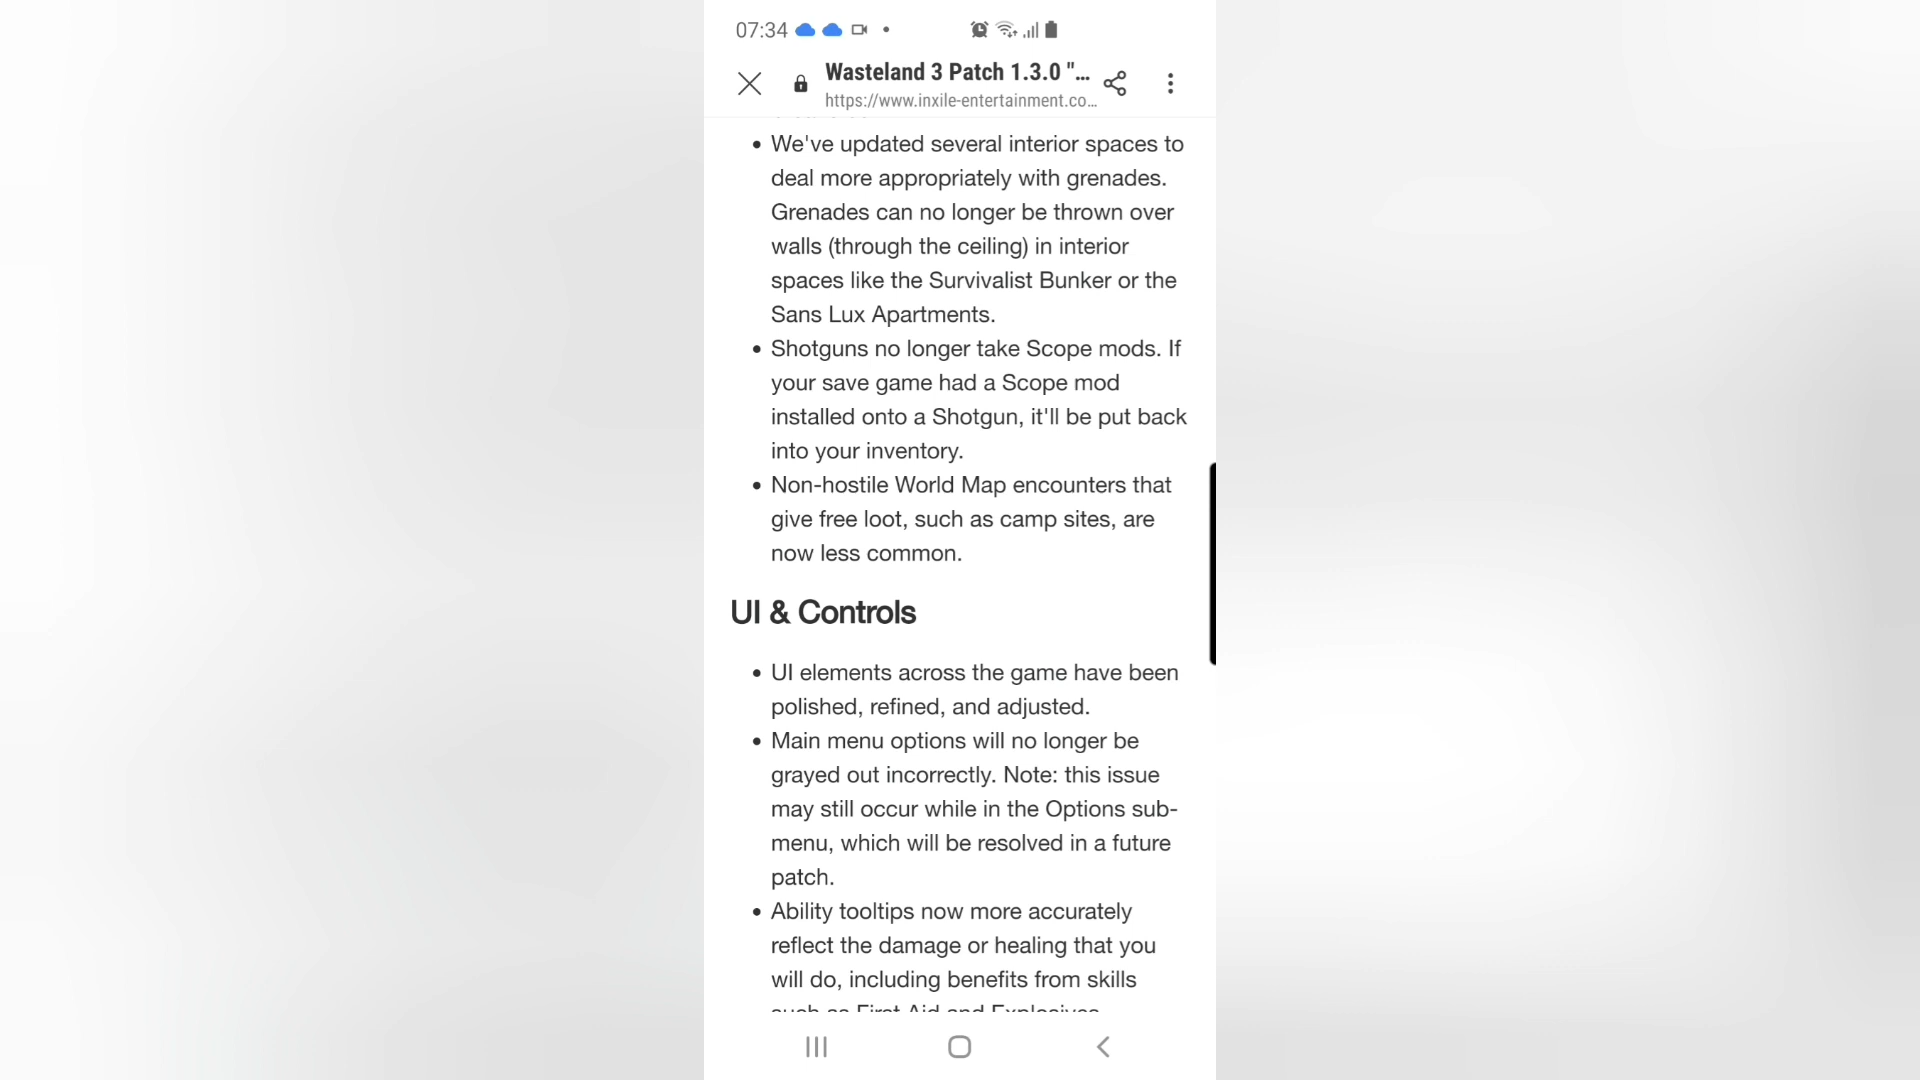 07:34
Wasteland 3 Patch 1.3.0 "...
https://www.inxile-entertainment.co...
• We've updated several interior spaces to
deal more appropriately with grenades.
Grenades can no longer be thrown over
walls (through the ceiling) in interior
spaces like the Survivalist Bunker or the
Sans Lux Apartments.
• Shotguns no longer take Scope mods. If
your save game had a Scope mod
installed onto a Shotgun, it'll be put back
into your inventory.
• Non-hostile World Map encounters that
give free loot, such as camp sites, are
now less common.
UI & Controls
• UI elements across the game have been
polished, refined, and adjusted.
• Main menu options will no longer be
grayed out incorrectly. Note: this issue
may still occur while in the Options sub-
menu, which will be resolved in a future
patch.
• Ability tooltips now more accurately
reflect the damage or healing that you
will do, including benefits from skills
such as First Aid and Explosives